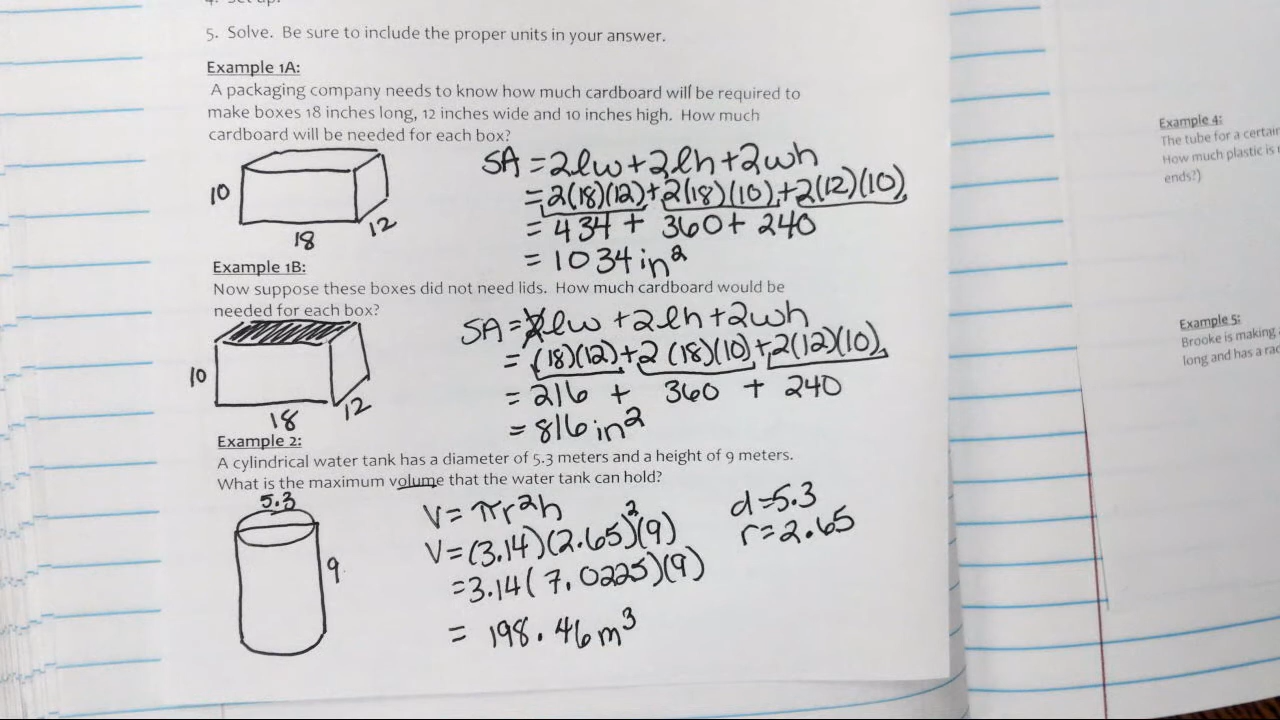 4. Set up.
5. Solve. Be sure to include the proper units in your answer.
Example 1A:
A packaging company needs to know how much cardboard will be required to
make boxes 18 inches long, 12 inches wide and 10 inches high. How much
cardboard will be needed for each box?
10
18
12
SA = 2lw + 2lh + 2wh
= 2(18)(12) + 2(18)(10) + 2(12)(10)
= 434 + 360 + 240
= 1034 in²
Example 1B:
Now suppose these boxes did not need lids. How much cardboard would be
needed for each box?
10
18
12
SA = 2lw + 2lh + 2wh
= (18)(12) + 2(18)(10) + 2(12)(10)
= 216 + 360 + 240
= 816 in²
Example 2:
A cylindrical water tank has a diameter of 5.3 meters and a height of 9 meters.
What is the maximum volume that the water tank can hold?
5.3
9
V = πr²h
V = (3.14)(2.65)²(9)
= 3.14(7.0225)(9)
= 198.46 m³
d = 5.3
r = 2.65
Example 4:
The tube for a certain
How much plastic is
ends?)
Example 5:
Brooke is making
long and has a